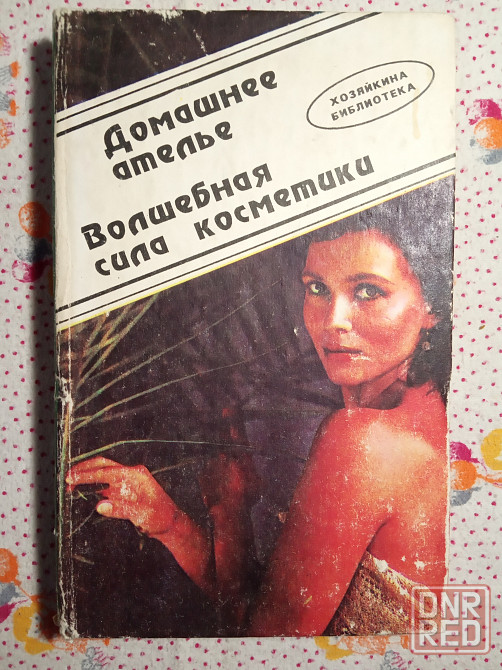 Домашнее
ателье
Волшебная
сила косметики
ХОЗЯЙКИНА
БИБЛИОТЕКА
DNR
RED